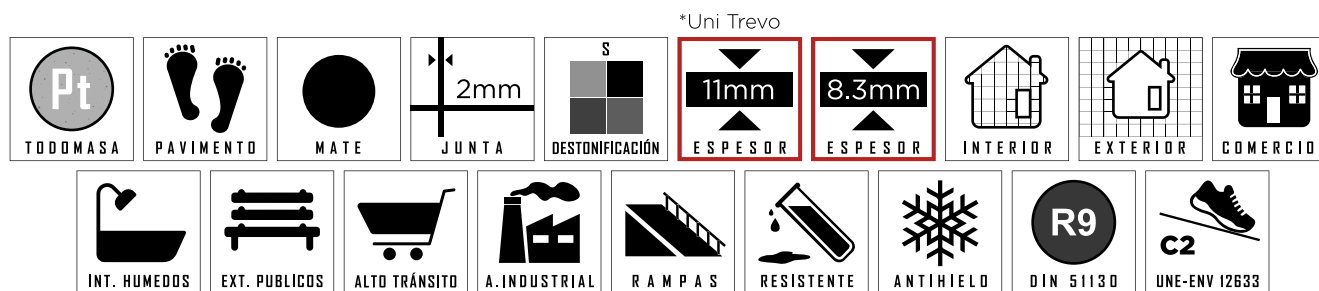 *Uni Trevo
Pt
TODOMASA
PAVIMENTO
MATE
2mm
JUNTA
S
DESTONIFICACIÓN
11mm
ESPESOR
8.3mm
ESPESOR
INTERIOR
EXTERIOR
COMERCIO
INT. HUMEDOS
EXT. PUBLICOS
ALTO TRÁNSITO
A.INDUSTRIAL
RAMPAS
RESISTENTE
ANTIHIELO
R9
DIN 51130
C2
UNE-ENV 12633